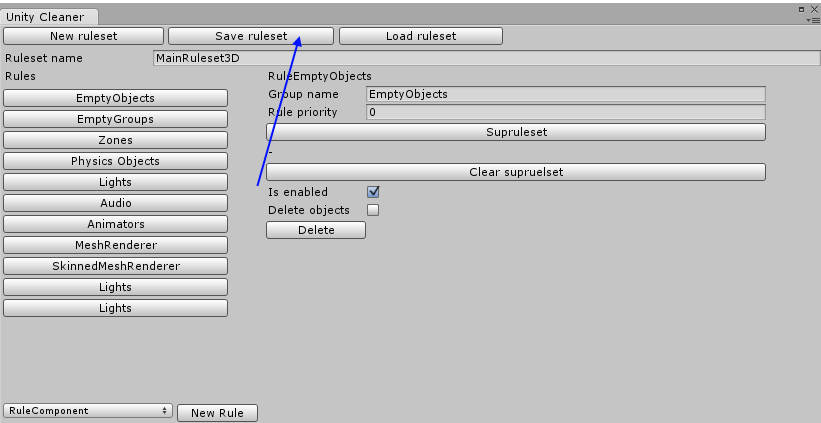 Unity Cleaner
New ruleset Save ruleset Load ruleset
Ruleset name MainRuleset3D
Rules
EmptyObjects
EmptyGroups
Zones
Physics Objects
Lights
Audio
Animators
MeshRenderer
SkinnedMeshRenderer
Lights
Lights
RuleEmptyObjects
Group name EmptyObjects
Rule priority 0
Supruleset
-
Clear supruelset
Is enabled
Delete objects
Delete
RuleComponent New Rule